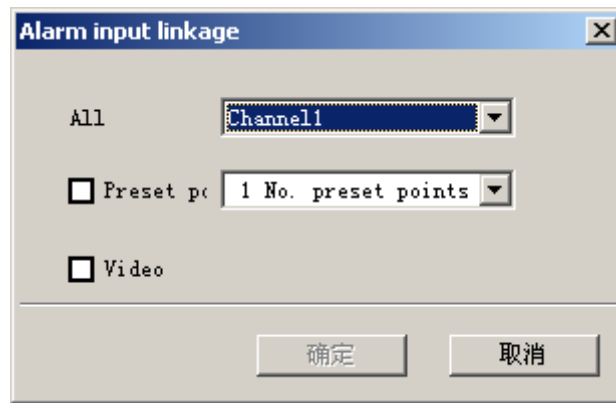 Alarm input linkage
All Channel1
Preset po 1 No. preset points
Video
确定 取消